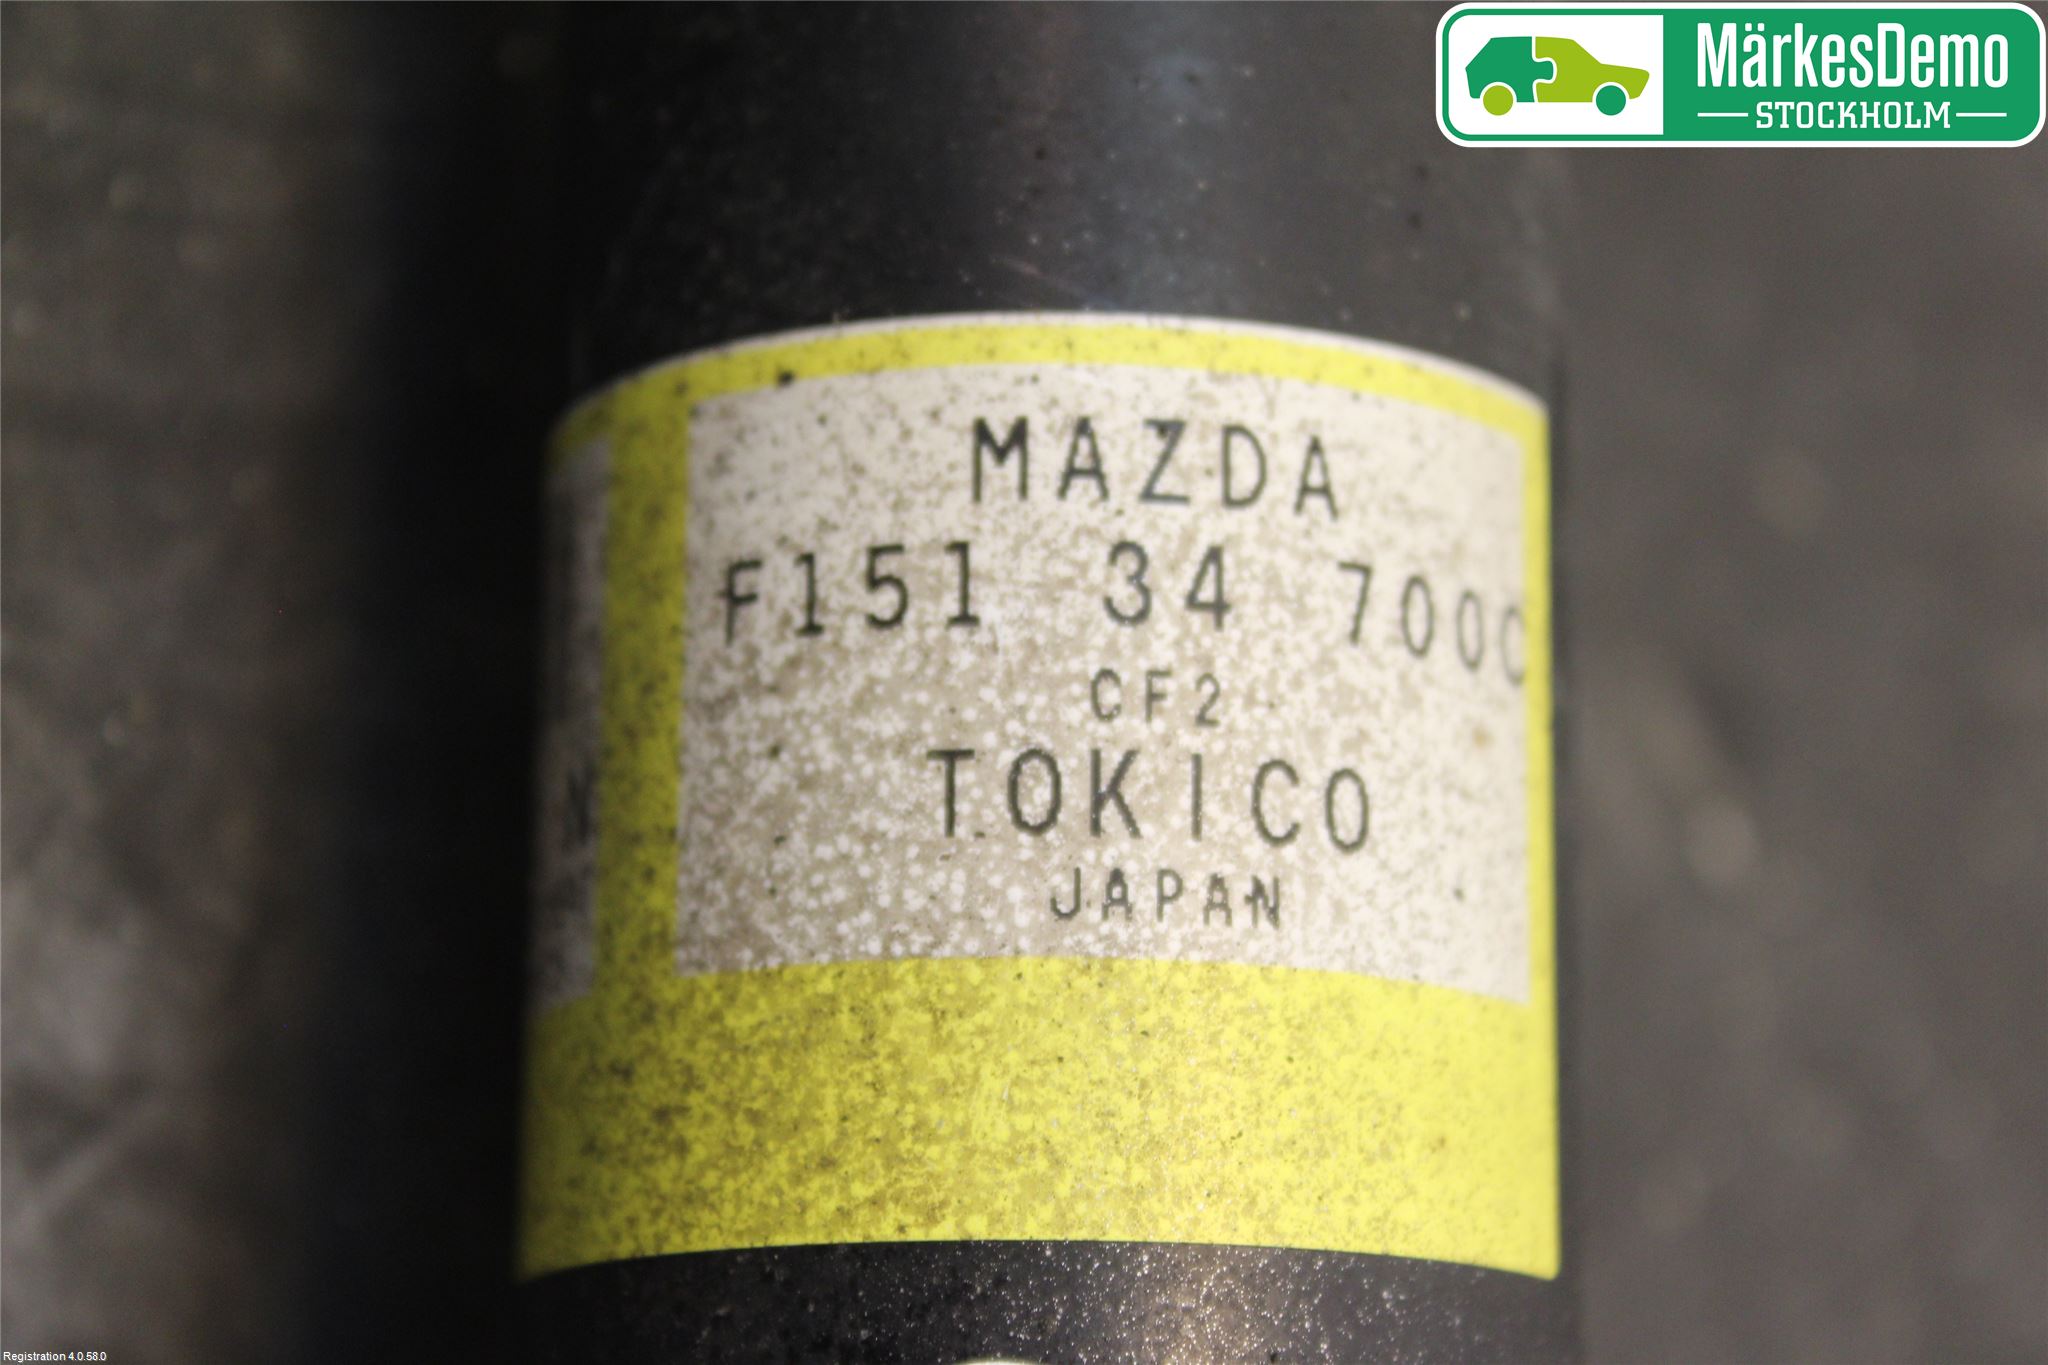 MärkesDemo
STOCKHOLM
MAZDA
F151 34 700C
CF2
TOKICO
JAPAN
N
Registration 4.0.58.0